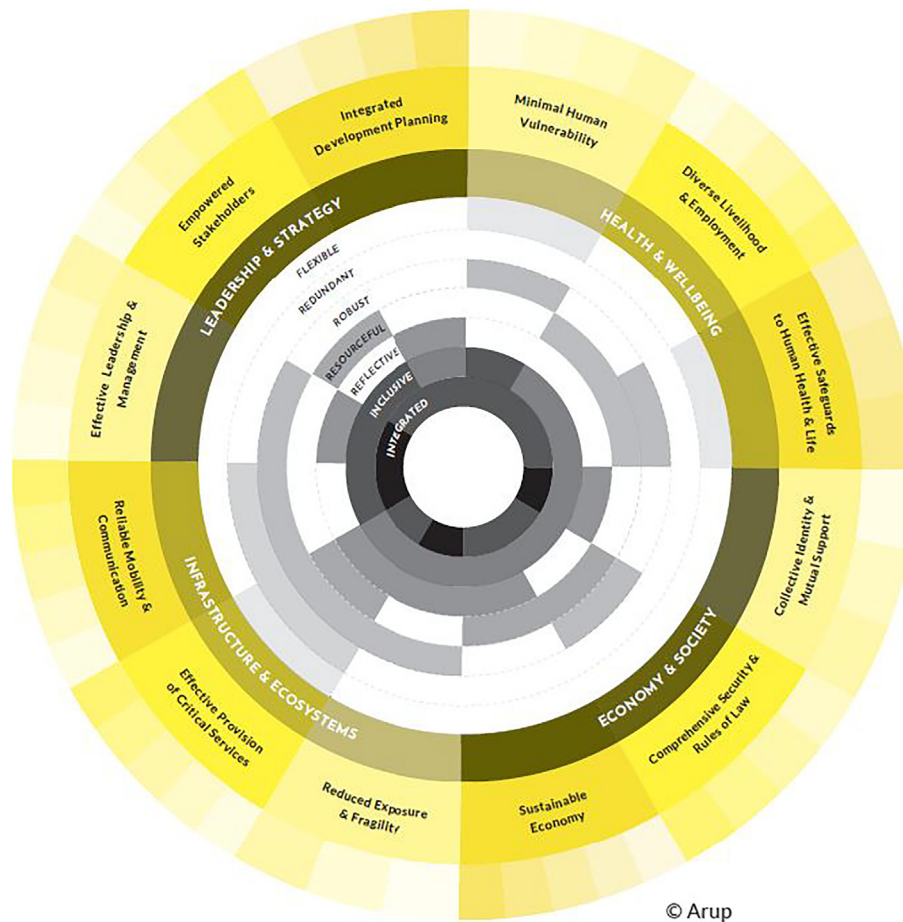 Integrated
Development Planning
Minimal Human
Vulnerability
Diverse Livelihood
& Employment
Effective Safeguards
to Human Health & Life
Collective Identity &
Mutual Support
Comprehensive Security &
Rules of Law
Sustainable
Economy
Reduced Exposure
& Fragility
Effective Provision
of Critical Services
Reliable Mobility &
Communication
Effective Leadership &
Management
Empowered
Stakeholders
LEADERSHIP & STRATEGY
HEALTH & WELLBEING
ECONOMY & SOCIETY
INFRASTRUCTURE & ECOSYSTEMS
FLEXIBLE
REDUNDANT
ROBUST
RESOURCEFUL
REFLECTIVE
INCLUSIVE
INTEGRATED
© Arup